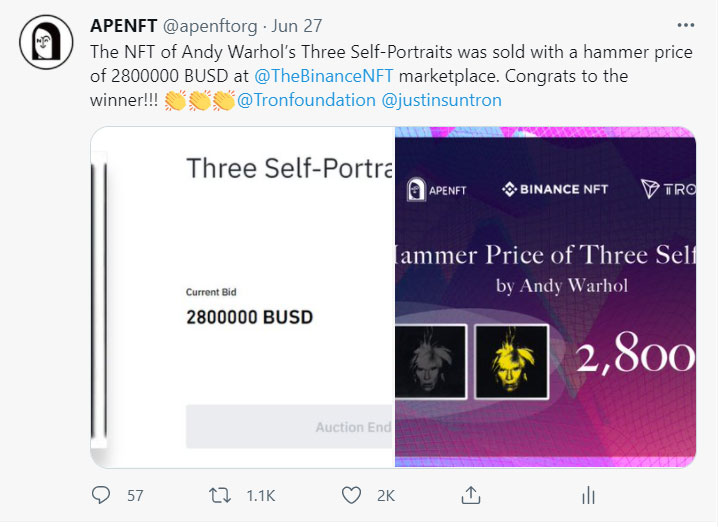 APENFT @apenftorg · Jun 27
The NFT of Andy Warhol’s Three Self-Portraits was sold with a hammer price
of 2800000 BUSD at @TheBinanceNFT marketplace. Congrats to the
winner!!! 👏👏👏@Tronfoundation @justinsuntron
Three Self-Portra
Current Bid
2800000 BUSD
Auction End
APENFT BINANCE NFT TRO
Hammer Price of Three Self
by Andy Warhol
2,800
57 1.1K 2K